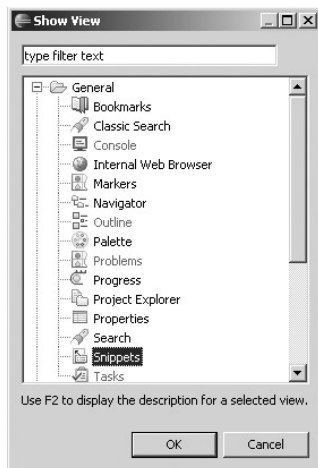 Show View
type filter text
General
Bookmarks
Classic Search
Console
Internal Web Browser
Markers
Navigator
Outline
Palette
Problems
Progress
Project Explorer
Properties
Search
Snippets
Tasks
Use F2 to display the description for a selected view.
OK Cancel